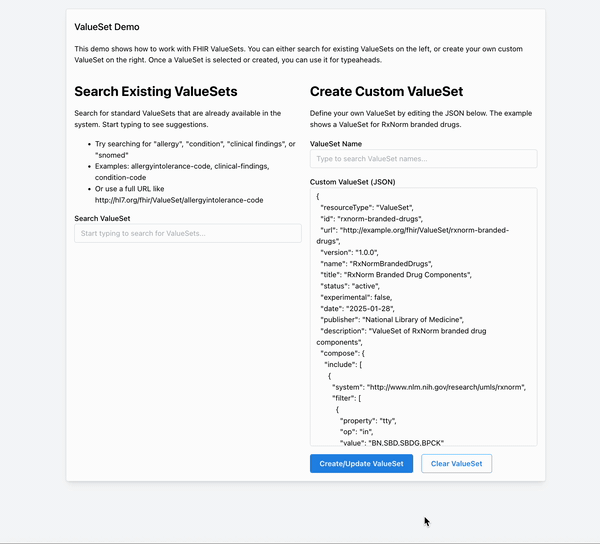 ValueSet Demo
This demo shows how to work with FHIR ValueSets. You can either search for existing ValueSets on the left, or create your own custom
ValueSet on the right. Once a ValueSet is selected or created, you can use it for typeaheads.
Search Existing ValueSets
Search for standard ValueSets that are already available in the
system. Start typing to see suggestions.
• Try searching for "allergy", "condition", "clinical findings", or
"snomed"
• Examples: allergyintolerance-code, clinical-findings,
condition-code
• Or use a full URL like
http://hl7.org/fhir/ValueSet/allergyintolerance-code
Search ValueSet
Start typing to search for ValueSets...
Create Custom ValueSet
Define your own ValueSet by editing the JSON below. The example
shows a ValueSet for RxNorm branded drugs.
ValueSet Name
Type to search ValueSet names...
Custom ValueSet (JSON)
{
"resourceType": "ValueSet",
"id": "rxnorm-branded-drugs",
"url": "http://example.org/fhir/ValueSet/rxnorm-branded-
drugs",
"version": "1.0.0",
"name": "RxNormBrandedDrugs",
"title": "RxNorm Branded Drug Components",
"status": "active",
"experimental": false,
"date": "2025-01-28",
"publisher": "National Library of Medicine",
"description": "ValueSet of RxNorm branded drug
components",
"compose": {
"include": [
{
"system": "http://www.nlm.nih.gov/research/umls/rxnorm",
"filter": [
{
"property": "tty",
"op": "in",
"value": "BN,SBD,SBDG,BPCK"
Create/Update ValueSet
Clear ValueSet